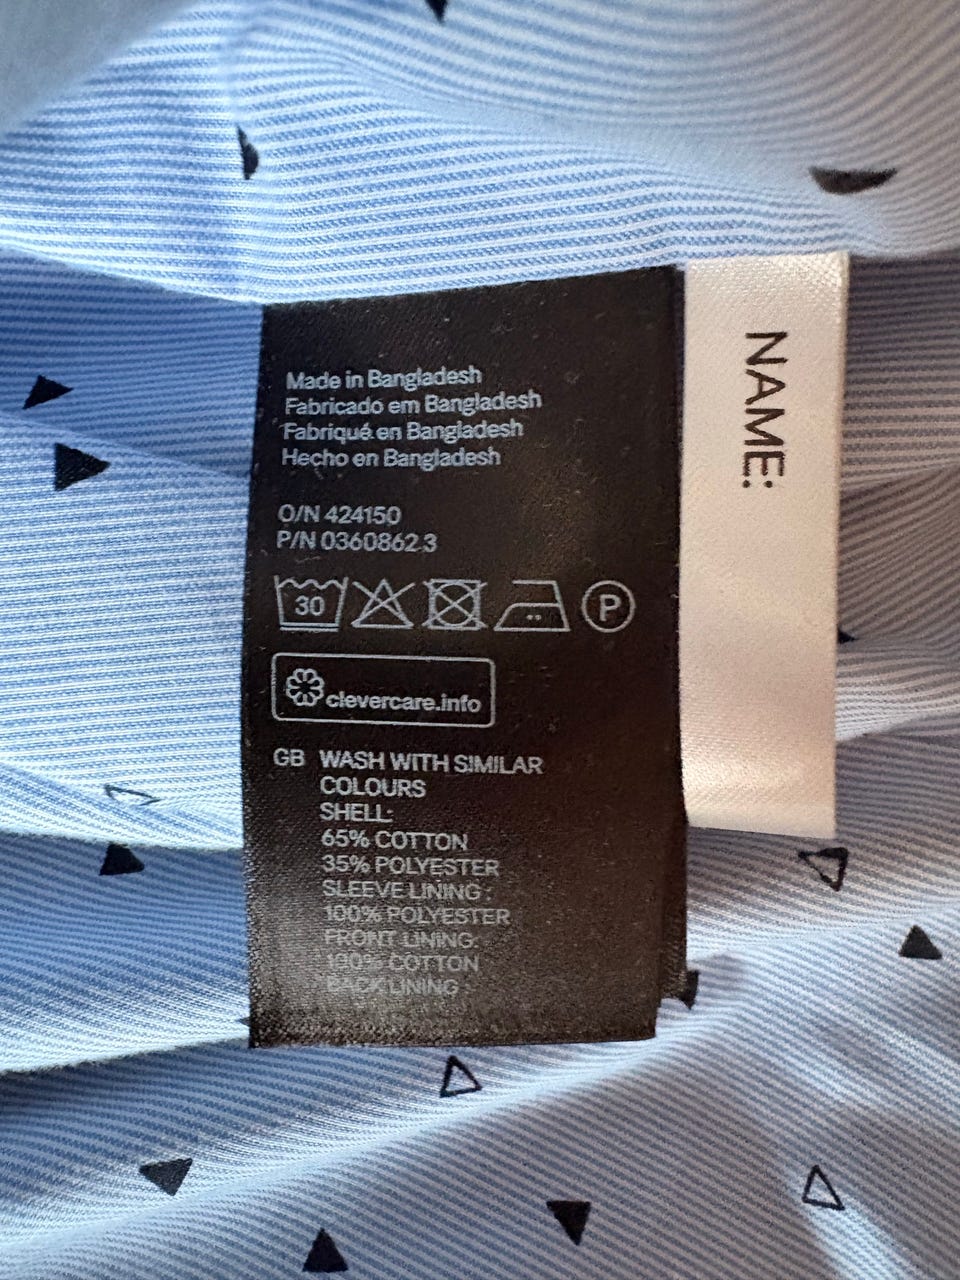 Made in Bangladesh
Fabricado em Bangladesh
Fabriqué en Bangladesh
Hecho en Bangladesh
O/N 424150
P/N 0360862.3
30 P
clevercare.info
GB WASH WITH SIMILAR
COLOURS
SHELL:
65% COTTON
35% POLYESTER
SLEEVE LINING:
100% POLYESTER
FRONT LINING:
100% COTTON
BACK LINING:
NAME: